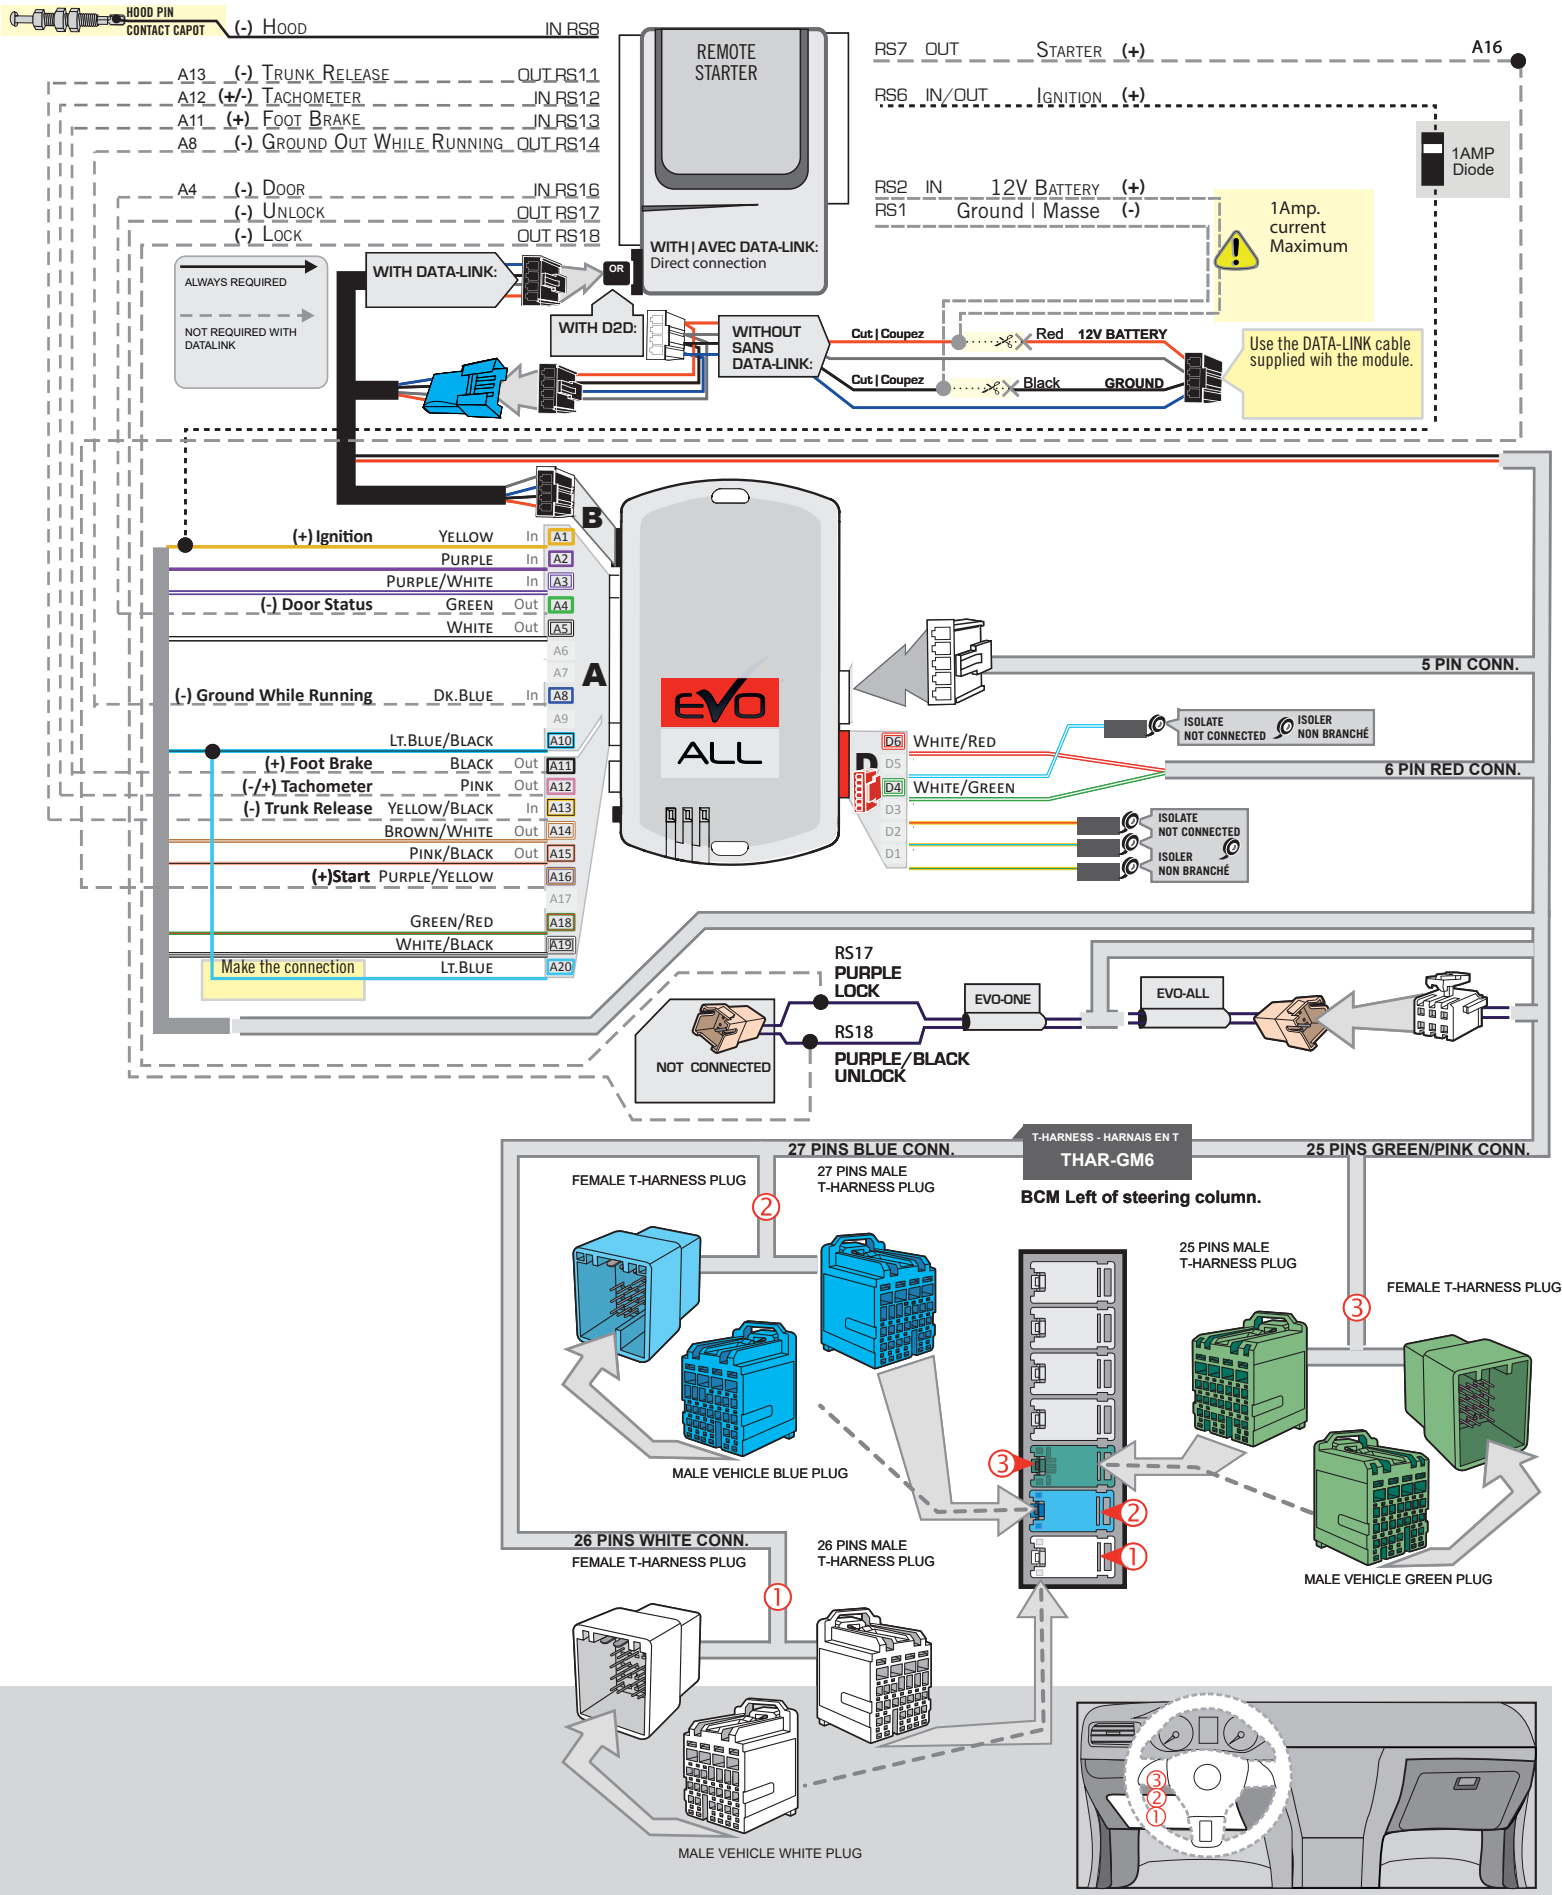 HOOD PIN
CONTACT CAPOT
(-) HOOD IN RS8
A13 (-) TRUNK RELEASE OUT RS11
A12 (+/-) TACHOMETER IN RS12
A11 (+) FOOT BRAKE IN RS13
A8 (-) GROUND OUT WHILE RUNNING OUT RS14
A4 (-) DOOR IN RS16
(-) UNLOCK OUT RS17
(-) LOCK OUT RS18
REMOTE
STARTER
WITH | AVEC DATA-LINK:
Direct connection
RS7 OUT STARTER (+) A16
RS6 IN/OUT IGNITION (+)
1AMP
Diode
RS2 IN 12V BATTERY (+)
RS1 Ground | Masse (-)
1Amp.
current
Maximum
ALWAYS REQUIRED
NOT REQUIRED WITH
DATALINK
WITH DATA-LINK:
OR
WITH D2D:
WITHOUT
SANS
DATA-LINK:
Cut | Coupez Red 12V BATTERY
Cut | Coupez Black GROUND
Use the DATA-LINK cable
supplied wih the module.
B
(+) Ignition YELLOW In A1
PURPLE In A2
PURPLE/WHITE In A3
(-) Door Status GREEN Out A4
WHITE Out A5
A6
A7
A
(-) Ground While Running DK.BLUE In A8
A9
LT.BLUE/BLACK A10
(+) Foot Brake BLACK Out A11
(-/+) Tachometer PINK Out A12
(-) Trunk Release YELLOW/BLACK In A13
BROWN/WHITE Out A14
PINK/BLACK Out A15
(+)Start PURPLE/YELLOW A16
A17
GREEN/RED A18
WHITE/BLACK A19
Make the connection LT.BLUE A20
EVO
ALL
5 PIN CONN.
ISOLATE
NOT CONNECTED
ISOLER
NON BRANCHÉ
D
D6 WHITE/RED
D5
D4 WHITE/GREEN
D3
D2
D1
6 PIN RED CONN.
ISOLATE
NOT CONNECTED
ISOLER
NON BRANCHÉ
RS17
PURPLE
LOCK
RS18
PURPLE/BLACK
UNLOCK
NOT CONNECTED
EVO-ONE
EVO-ALL
T-HARNESS - HARNAIS EN T
THAR-GM6
27 PINS BLUE CONN.
25 PINS GREEN/PINK CONN.
BCM Left of steering column.
FEMALE T-HARNESS PLUG
2
27 PINS MALE
T-HARNESS PLUG
25 PINS MALE
T-HARNESS PLUG
3
FEMALE T-HARNESS PLUG
MALE VEHICLE BLUE PLUG
3
2
1
MALE VEHICLE GREEN PLUG
26 PINS WHITE CONN.
FEMALE T-HARNESS PLUG
1
26 PINS MALE
T-HARNESS PLUG
MALE VEHICLE WHITE PLUG
3
2
1